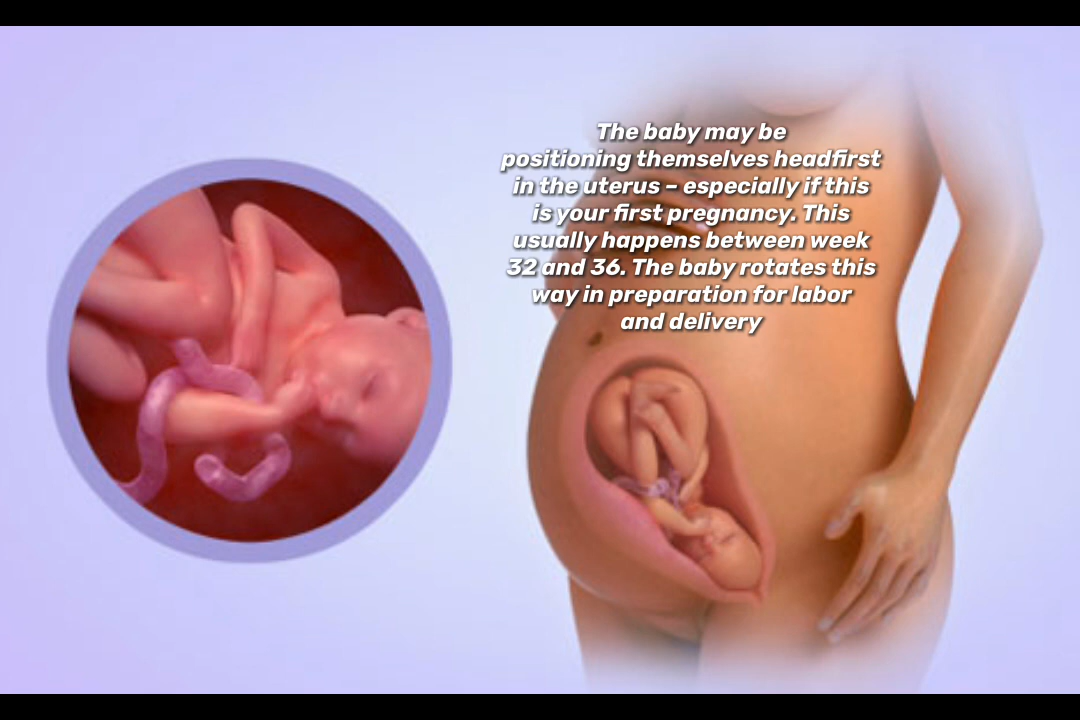 The baby may be
positioning themselves headfirst
in the uterus – especially if this
is your first pregnancy. This
usually happens between week
32 and 36. The baby rotates this
way in preparation for labor
and delivery